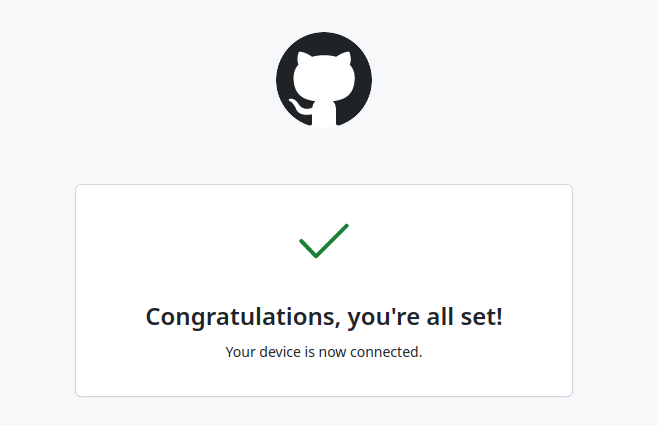 Congratulations, you're all set!
Your device is now connected.